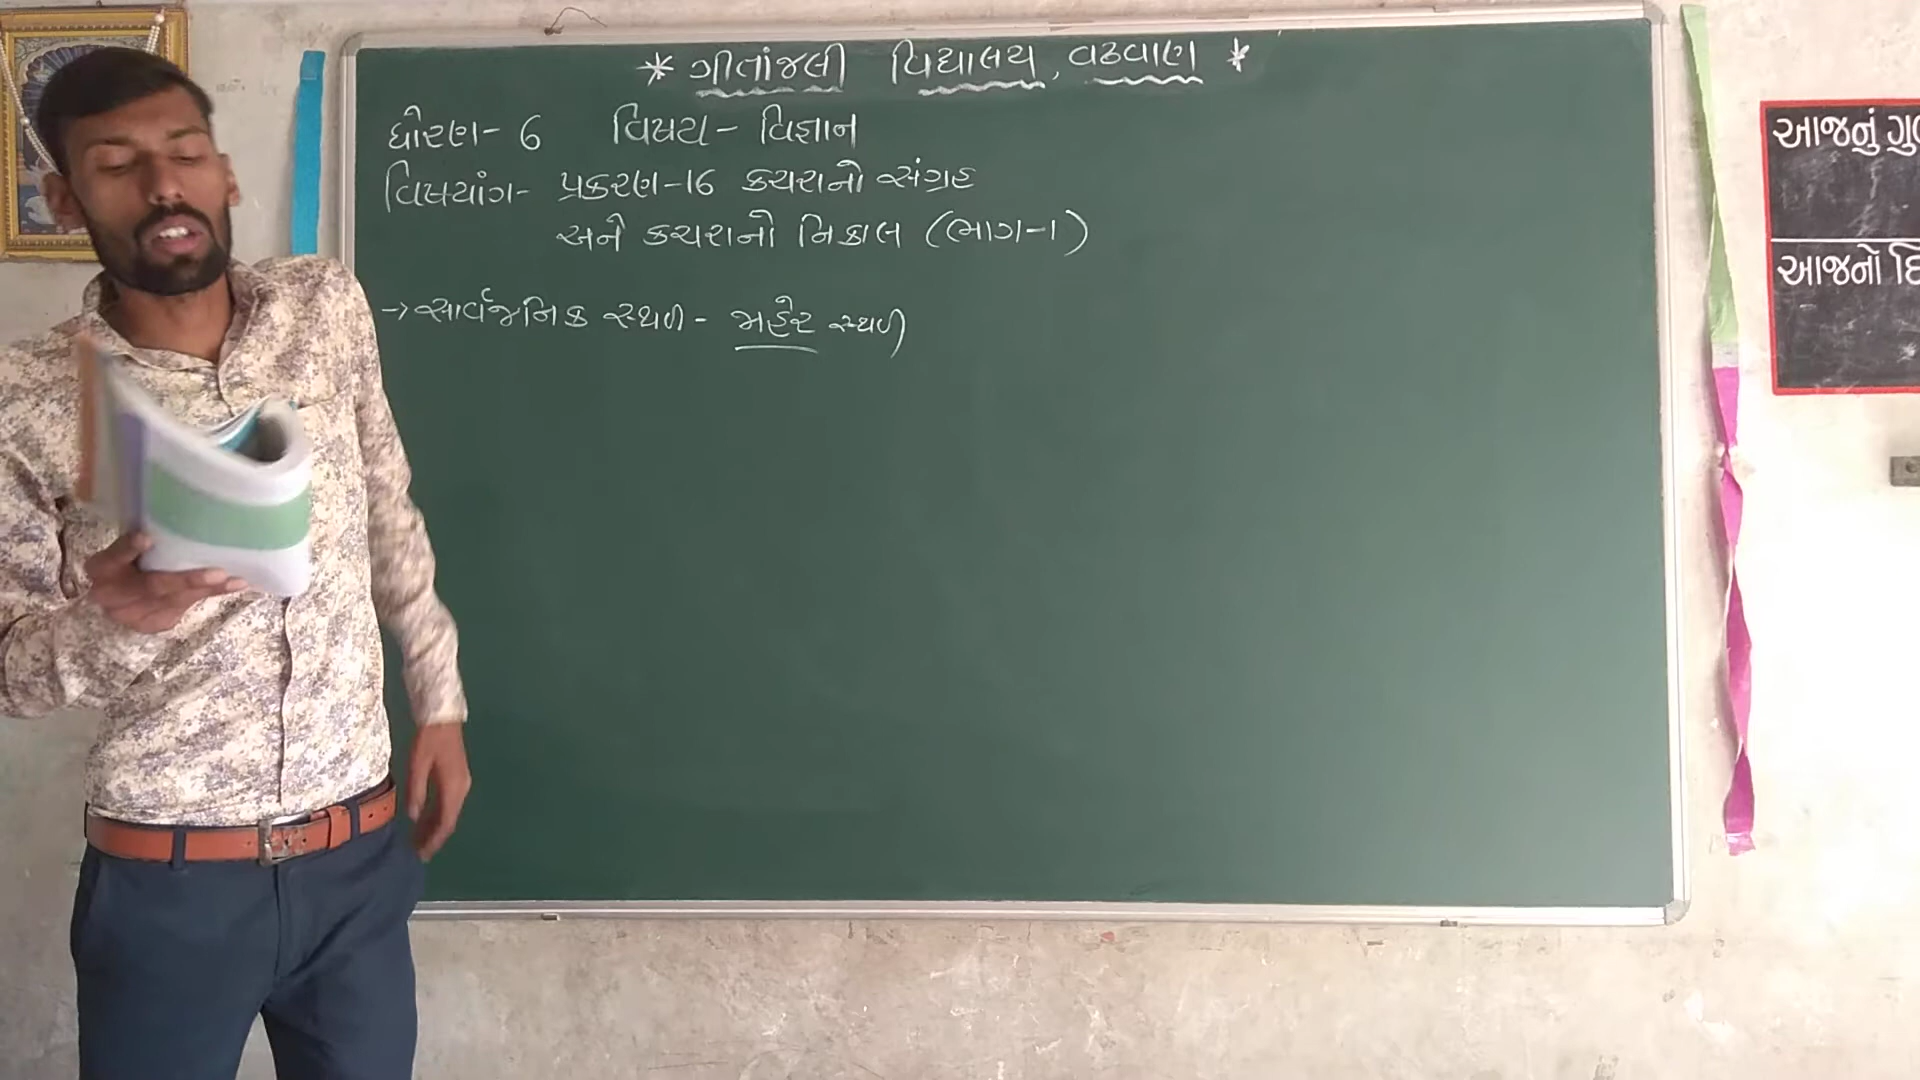 * ગીતાંજલી વિદ્યાલય, વઢવાણ *
ધોરણ- 6 વિષય - વિજ્ઞાન
વિષયાંગ- પ્રકરણ-16 કચરાનો સંગ્રહ
અને કચરાનો નિકાલ (ભાગ-1)
→ સાર્વજનિક સ્થળ - જાહેર સ્થળ
આજનું
આજનો